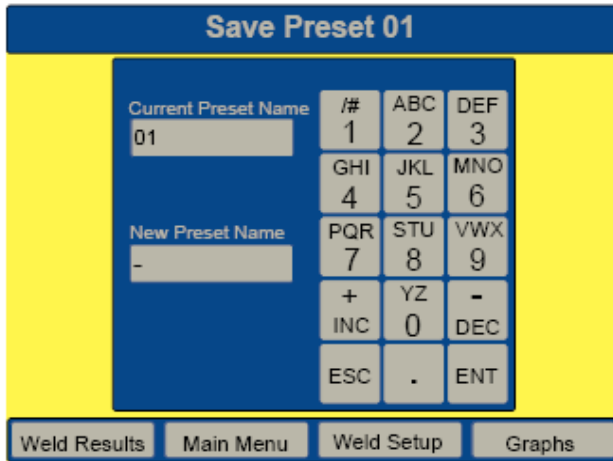 Save Preset 01
Current Preset Name
01
New Preset Name
-
/# ABC DEF
1 2 3
GHI JKL MNO
4 5 6
PQR STU VWX
7 8 9
+ YZ -
INC 0 DEC
ESC . ENT
Weld Results Main Menu Weld Setup Graphs